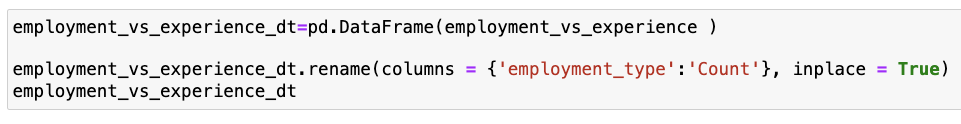 employment_vs_experience_dt=pd.DataFrame(employment_vs_experience )
employment_vs_experience_dt.rename(columns = {'employment_type':'Count'}, inplace = True)
employment_vs_experience_dt